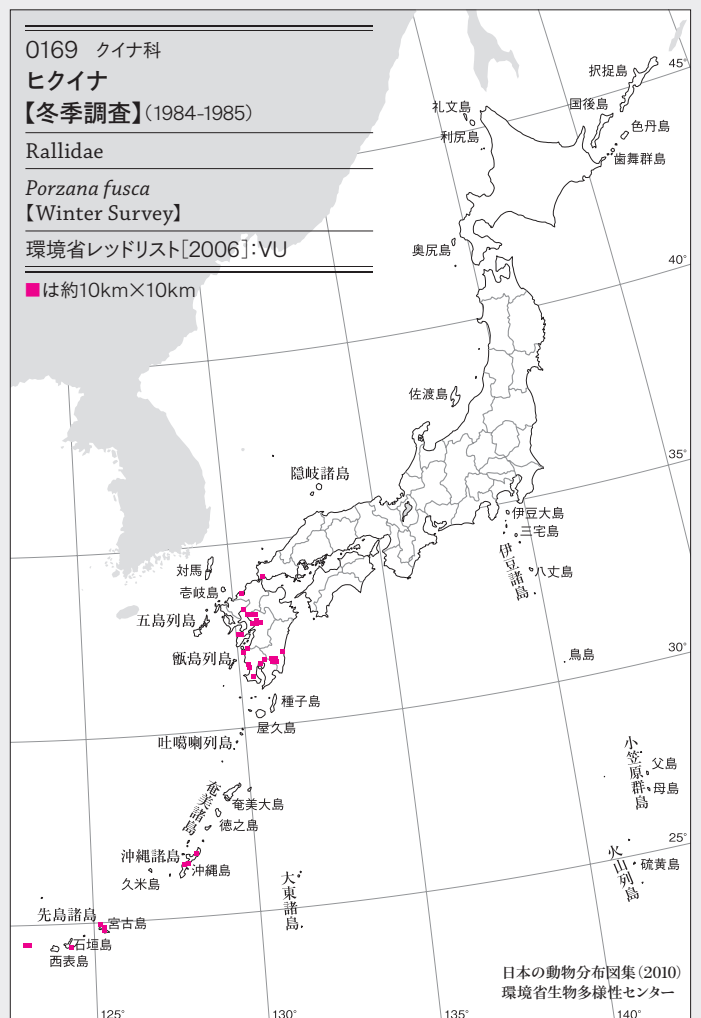 0169 クイナ科
ヒクイナ
【冬季調査】(1984-1985)
Rallidae
Porzana fusca
【Winter Survey】
環境省レッドリスト[2006]:VU
■は約10km×10km
択捉島
45°
礼文島
国後島
利尻島
色丹島
歯舞群島
奥尻島
40°
佐渡島
35°
隠岐諸島
伊豆大島
三宅島
伊豆諸島
八丈島
対馬
壱岐島
五島列島
甑島列島
鳥島
30°
種子島
屋久島
吐噶喇列島
小笠原群島
父島
母島
奄美諸島
奄美大島
徳之島
25°
沖縄諸島
沖縄島
久米島
大東諸島
火山列島
硫黄島
先島諸島
宮古島
石垣島
西表島
日本の動物分布図集(2010)
環境省生物多様性センター
125°
130°
135°
140°